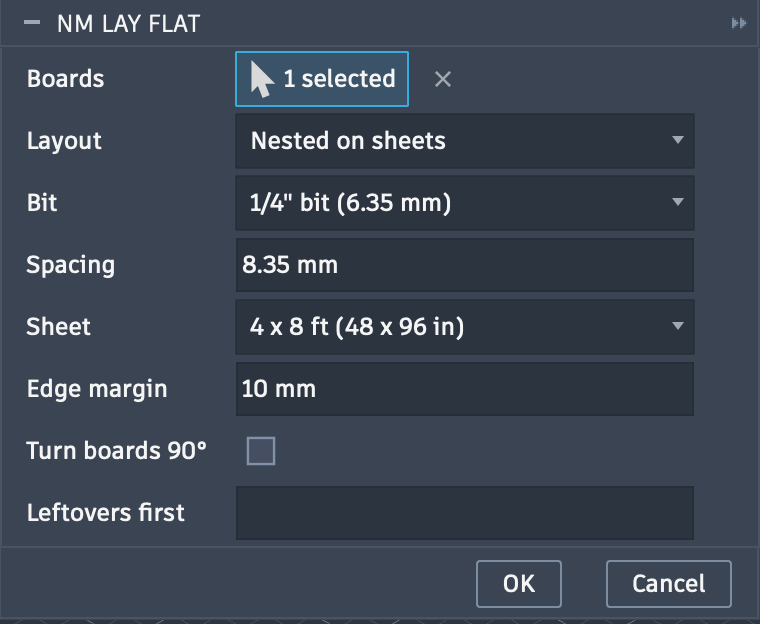 NM LAY FLAT
Boards 1 selected
Layout Nested on sheets
Bit 1/4" bit (6.35 mm)
Spacing 8.35 mm
Sheet 4 x 8 ft (48 x 96 in)
Edge margin 10 mm
Turn boards 90°
Leftovers first
OK Cancel